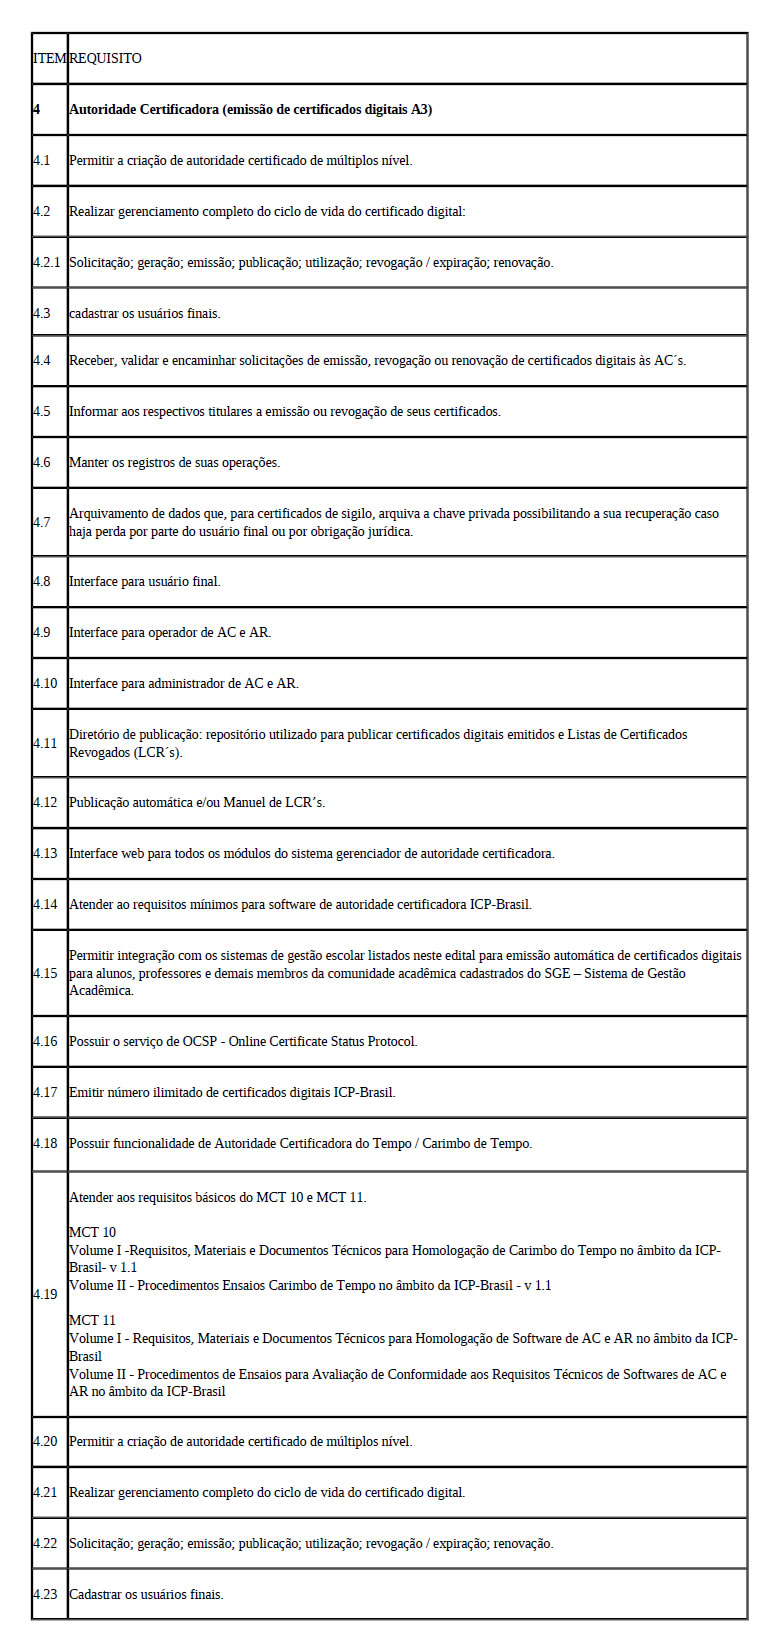 ITEM REQUISITO
4 Autoridade Certificadora (emissão de certificados digitais A3)
4.1 Permitir a criação de autoridade certificado de múltiplos nível.
4.2 Realizar gerenciamento completo do ciclo de vida do certificado digital:
4.2.1 Solicitação; geração; emissão; publicação; utilização; revogação / expiração; renovação.
4.3 cadastrar os usuários finais.
4.4 Receber, validar e encaminhar solicitações de emissão, revogação ou renovação de certificados digitais às AC´s.
4.5 Informar aos respectivos titulares a emissão ou revogação de seus certificados.
4.6 Manter os registros de suas operações.
4.7 Arquivamento de dados que, para certificados de sigilo, arquiva a chave privada possibilitando a sua recuperação caso
haja perda por parte do usuário final ou por obrigação jurídica.
4.8 Interface para usuário final.
4.9 Interface para operador de AC e AR.
4.10 Interface para administrador de AC e AR.
4.11 Diretório de publicação: repositório utilizado para publicar certificados digitais emitidos e Listas de Certificados
Revogados (LCR´s).
4.12 Publicação automática e/ou Manuel de LCR’s.
4.13 Interface web para todos os módulos do sistema gerenciador de autoridade certificadora.
4.14 Atender ao requisitos mínimos para software de autoridade certificadora ICP-Brasil.
4.15 Permitir integração com os sistemas de gestão escolar listados neste edital para emissão automática de certificados digitais
para alunos, professores e demais membros da comunidade acadêmica cadastrados do SGE – Sistema de Gestão
Acadêmica.
4.16 Possuir o serviço de OCSP - Online Certificate Status Protocol.
4.17 Emitir número ilimitado de certificados digitais ICP-Brasil.
4.18 Possuir funcionalidade de Autoridade Certificadora do Tempo / Carimbo de Tempo.
4.19 Atender aos requisitos básicos do MCT 10 e MCT 11.
MCT 10
Volume I -Requisitos, Materiais e Documentos Técnicos para Homologação de Carimbo do Tempo no âmbito da ICP-
Brasil- v 1.1
Volume II - Procedimentos Ensaios Carimbo de Tempo no âmbito da ICP-Brasil - v 1.1
MCT 11
Volume I - Requisitos, Materiais e Documentos Técnicos para Homologação de Software de AC e AR no âmbito da ICP-
Brasil
Volume II - Procedimentos de Ensaios para Avaliação de Conformidade aos Requisitos Técnicos de Softwares de AC e
AR no âmbito da ICP-Brasil
4.20 Permitir a criação de autoridade certificado de múltiplos nível.
4.21 Realizar gerenciamento completo do ciclo de vida do certificado digital.
4.22 Solicitação; geração; emissão; publicação; utilização; revogação / expiração; renovação.
4.23 Cadastrar os usuários finais.